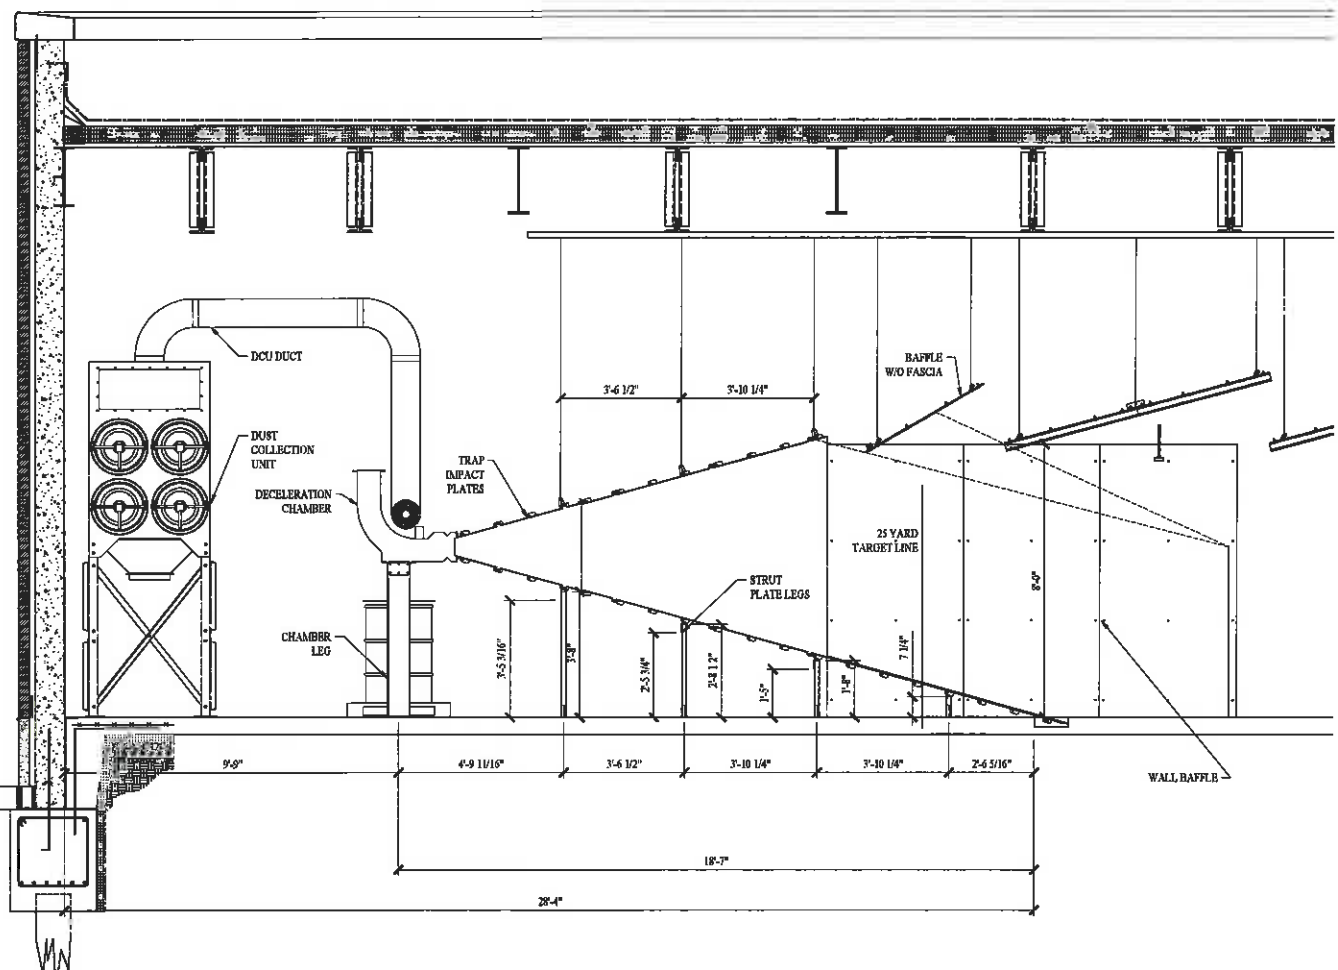 DCU DUCT
3'-6 1/2"
3'-10 1/4"
BAFFLE
W/O FASCIA
DUST
COLLECTION
UNIT
TRAP
IMPACT
PLATES
DECELERATION
CHAMBER
25 YARD
TARGET LINE
8'-0"
STRUT
PLATE LEGS
CHAMBER
LEG
3'-5 3/16"
3'-8"
2'-5 3/4"
2'-8 1 2"
1'-5"
1'-8"
7 1/4"
9'-9"
4'-9 11/16"
3'-6 1/2"
3'-10 1/4"
3'-10 1/4"
2'-6 5/16"
WALL BAFFLE
18'-7"
28'-4"